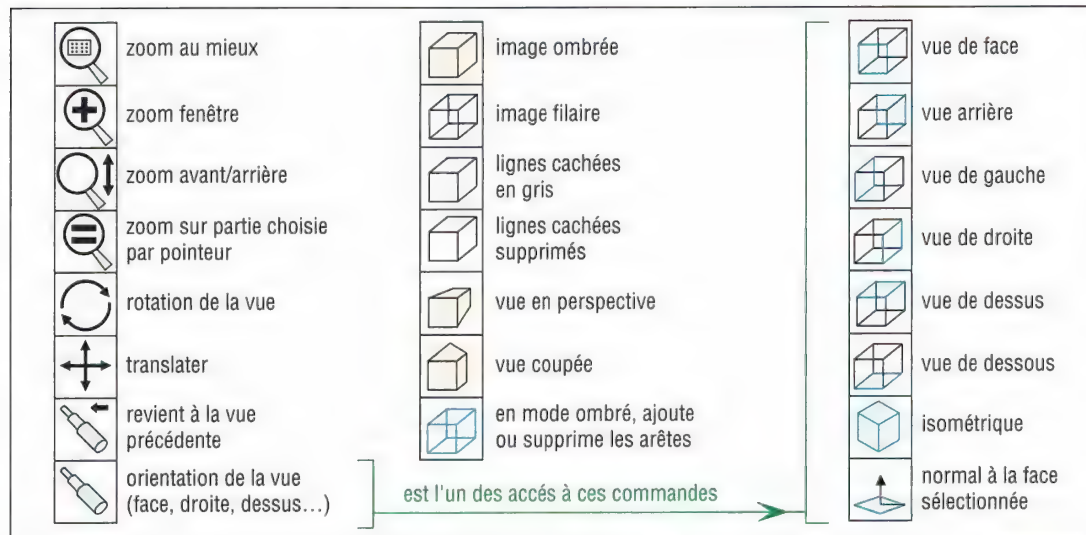 zoom au mieux
zoom fenêtre
zoom avant/arrière
zoom sur partie choisie
par pointeur
rotation de la vue
translater
revient à la vue
précédente
orientation de la vue
(face, droite, dessus…)
image ombrée
image filaire
lignes cachées
en gris
lignes cachées
supprimés
vue en perspective
vue coupée
en mode ombré, ajoute
ou supprime les arêtes
est l'un des accés à ces commandes
vue de face
vue arrière
vue de gauche
vue de droite
vue de dessus
vue de dessous
isométrique
normal à la face
sélectionnée